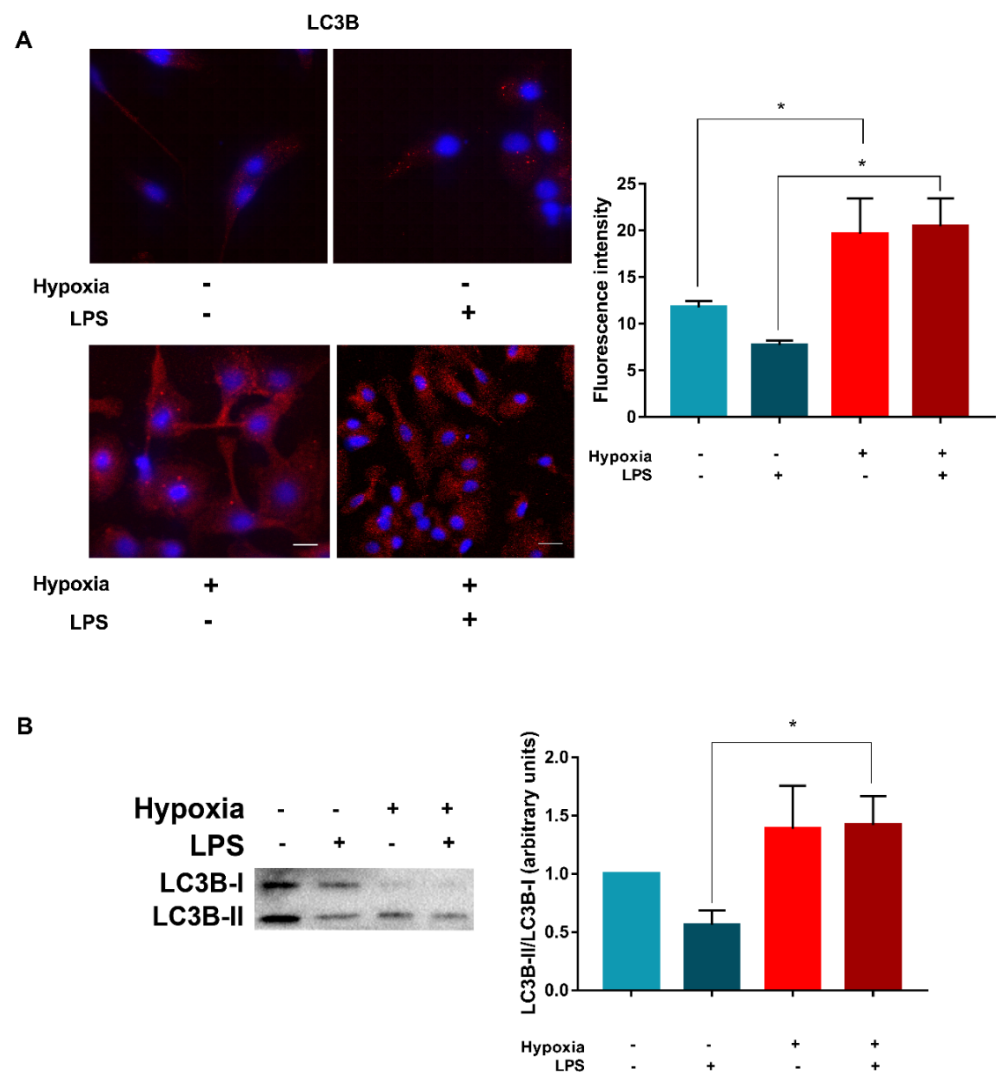 LC3B
A
Hypoxia - -
LPS - +
Hypoxia + +
LPS - +
*
*
Fluorescence intensity
25
20
15
10
5
0
Hypoxia - - + +
LPS - + - +
B
Hypoxia - - + +
LPS - + - +
LC3B-I
LC3B-II
*
LC3B-II/LC3B-I (arbitrary units)
2.0
1.5
1.0
0.5
0.0
Hypoxia - - + +
LPS - + - +